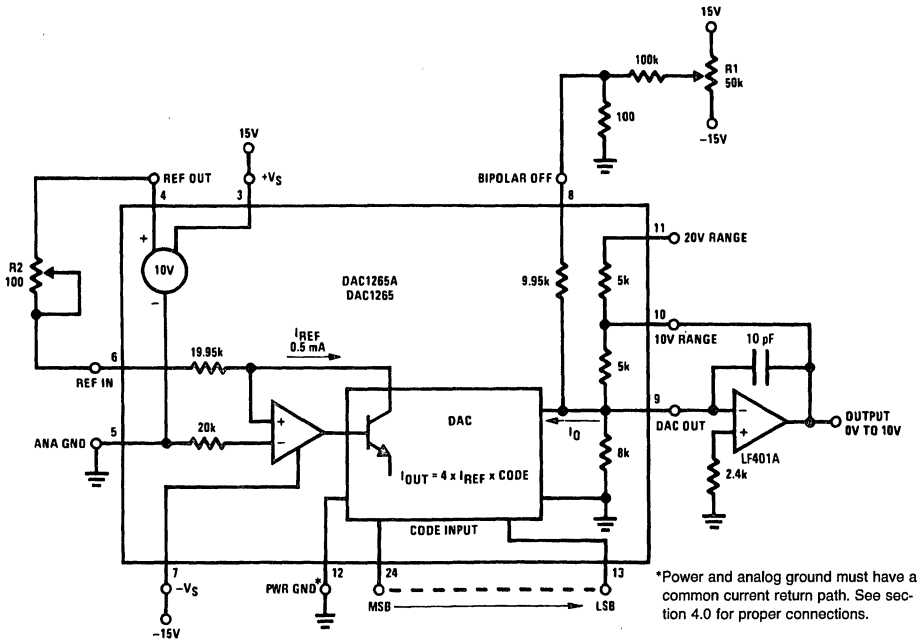 15V
100k
R1
50k
100
-15V
15V
REF OUT
+VS
4
3
BIPOLAR OFF
8
11
20V RANGE
+
10V
-
R2
100
DAC1265A
DAC1265
9.95k
5k
10
10V RANGE
10 pF
IREF
0.5 mA
6
19.95k
REF IN
5k
9
DAC OUT
-
+
OUTPUT
0V TO 10V
LF401A
2.4k
DAC
IO
8k
5
ANA GND
20k
+
-
IOUT = 4 x IREF x CODE
CODE INPUT
7
-VS
12
PWR GND*
24
13
MSB
LSB
-15V
*Power and analog ground must have a
common current return path. See sec-
tion 4.0 for proper connections.